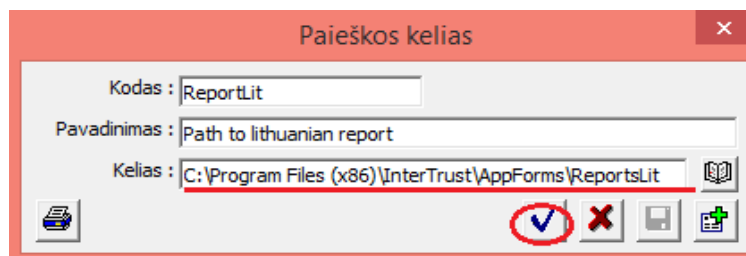 Paieškos kelias
Kodas : ReportLit
Pavadinimas : Path to lithuanian report
Kelias : C:\Program Files (x86)\InterTrust\AppForms\ReportsLit